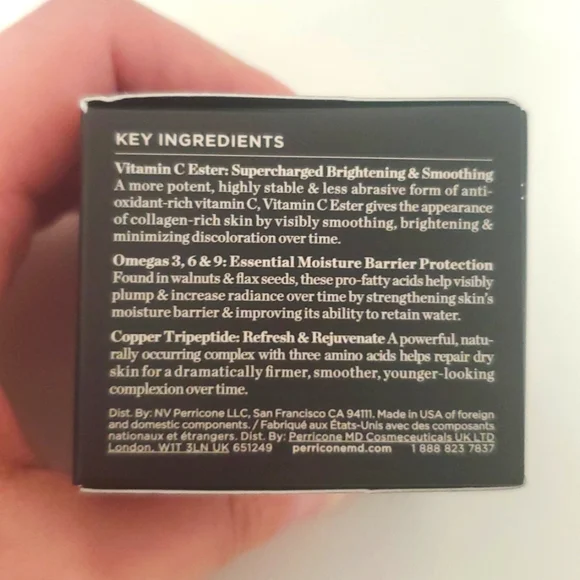 KEY INGREDIENTS
Vitamin C Ester: Supercharged Brightening & Smoothing
A more potent, highly stable & less abrasive form of anti-
oxidant-rich vitamin C, Vitamin C Ester gives the appearance
of collagen-rich skin by visibly smoothing, brightening &
minimizing discoloration over time.
Omegas 3, 6 & 9: Essential Moisture Barrier Protection
Found in walnuts & flax seeds, these pro-fatty acids help visibly
plump & increase radiance over time by strengthening skin's
moisture barrier & improving its ability to retain water.
Copper Tripeptide: Refresh & Rejuvenate A powerful, natu-
rally occurring complex with three amino acids helps repair dry
skin for a dramatically firmer, smoother, younger-looking
complexion over time.
Dist. By: NV Perricone LLC, San Francisco CA 94111. Made in USA of foreign
and domestic components. / Fabriqué aux États-Unis avec des composants
nationaux et étrangers. Dist. By: Perricone MD Cosmeceuticals UK LTD
London, W1T 3LN UK 651249 perriconemd.com 1 888 823 7837